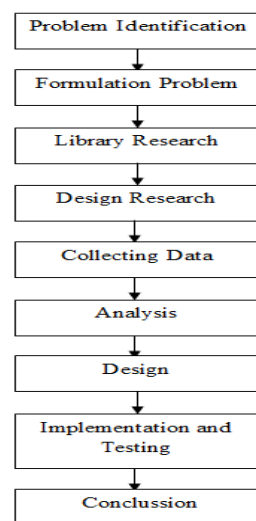 Problem Identification
Formulation Problem
Library Research
Design Research
Collecting Data
Analysis
Design
Implementation and
Testing
Conclussion